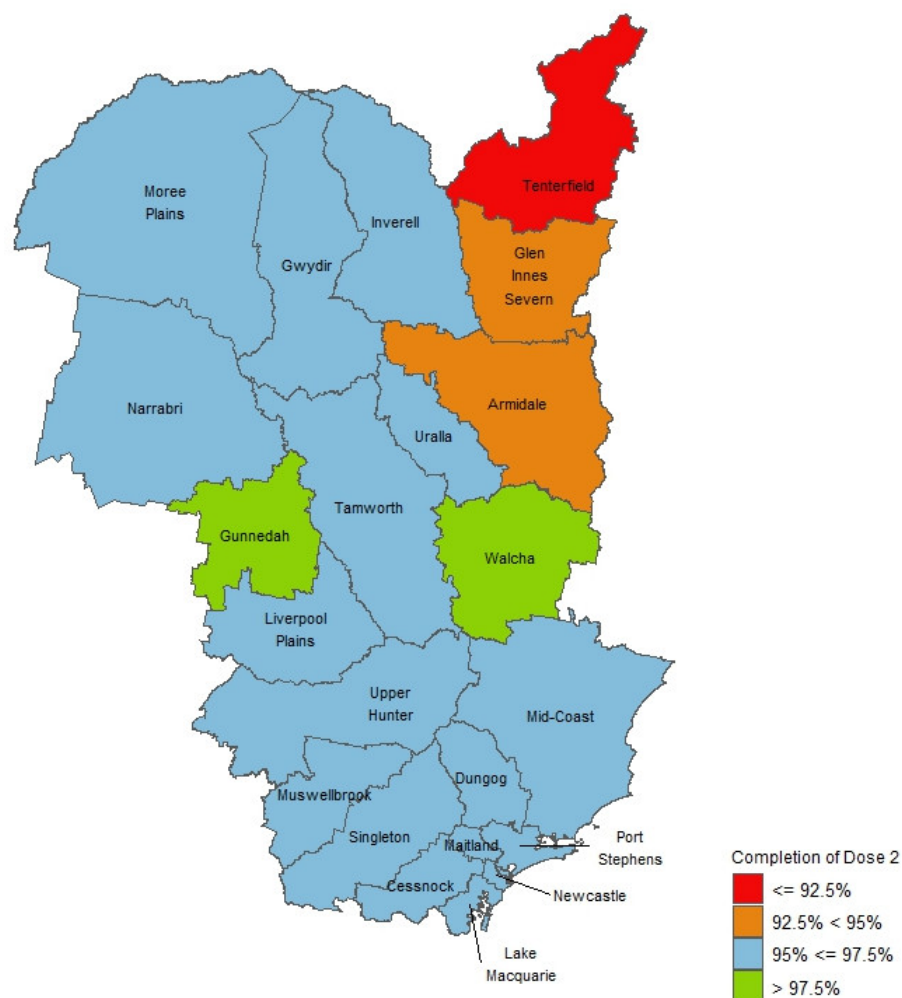 Tenterfield
Moree
Plains
Inverell
Glen
Innes
Severn
Gwydir
Narrabri
Armidale
Uralla
Tamworth
Gunnedah
Walcha
Liverpool
Plains
Upper
Hunter
Mid-Coast
Dungog
Muswellbrook
Singleton
Maitland
Port
Stephens
Cessnock
Newcastle
Lake
Macquarie
Completion of Dose 2
<= 92.5%
92.5% < 95%
95% <= 97.5%
> 97.5%